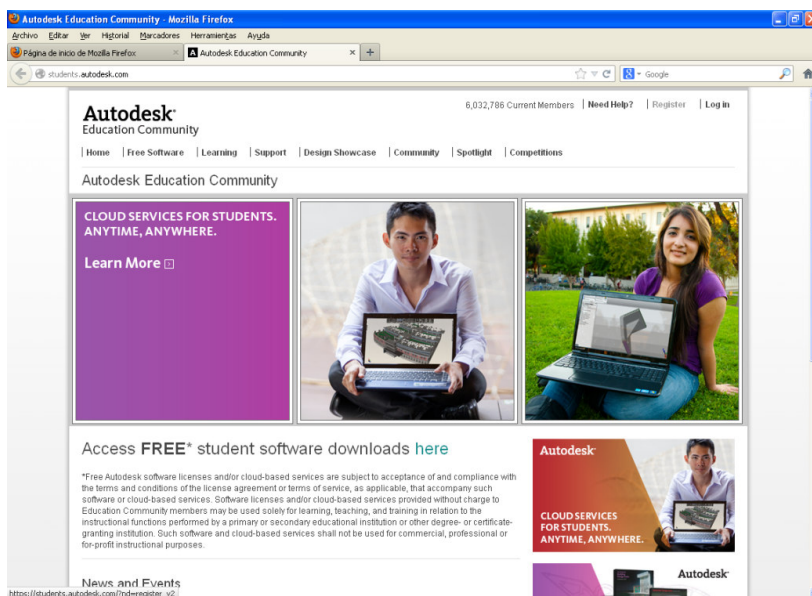 Autodesk Education Community - Mozilla Firefox
Archivo Editar Ver Historial Marcadores Herramientas Ayuda
Página de inicio de Mozilla Firefox × A Autodesk Education Community × +
students.autodesk.com Google
Autodesk
Education Community
6,032,786 Current Members | Need Help? | Register | Log in
| Home | Free Software | Learning | Support | Design Showcase | Community | Spotlight | Competitions
Autodesk Education Community
CLOUD SERVICES FOR STUDENTS.
ANYTIME, ANYWHERE.
Learn More
Access FREE* student software downloads here
*Free Autodesk software licenses and/or cloud-based services are subject to acceptance of and compliance with
the terms and conditions of the license agreement or terms of service, as applicable, that accompany such
software or cloud-based services. Software licenses and/or cloud-based services provided without charge to
Education Community members may be used solely for learning, teaching, and training in relation to the
instructional functions performed by a primary or secondary educational institution or other degree- or certificate-
granting institution. Such software and cloud-based services shall not be used for commercial, professional or
for-profit instructional purposes.
Autodesk
CLOUD SERVICES
FOR STUDENTS.
ANYTIME, ANYWHERE.
News and Events
Autodesk
https://students.autodesk.com/?nd=register_v2